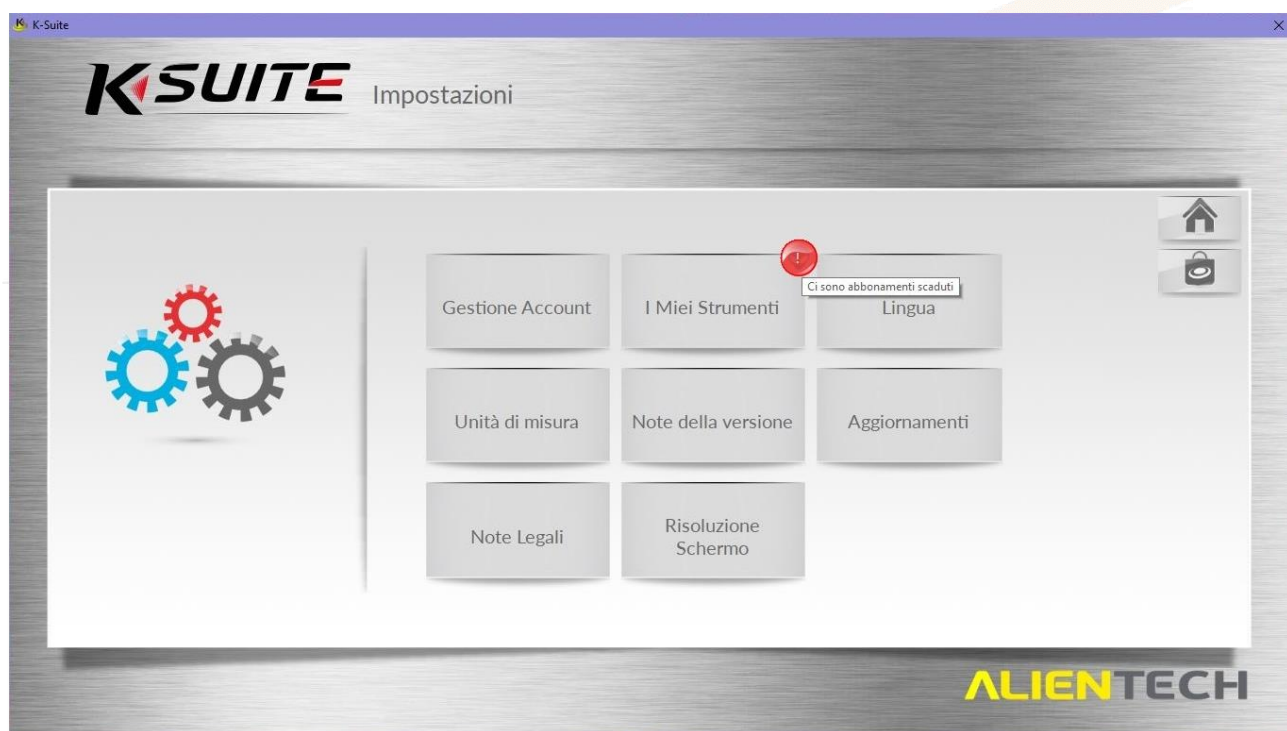 K-Suite
KSUITE Impostazioni
!
Ci sono abbonamenti scaduti
Gestione Account
I Miei Strumenti
Lingua
Unità di misura
Note della versione
Aggiornamenti
Note Legali
Risoluzione
Schermo
ALIENTECH